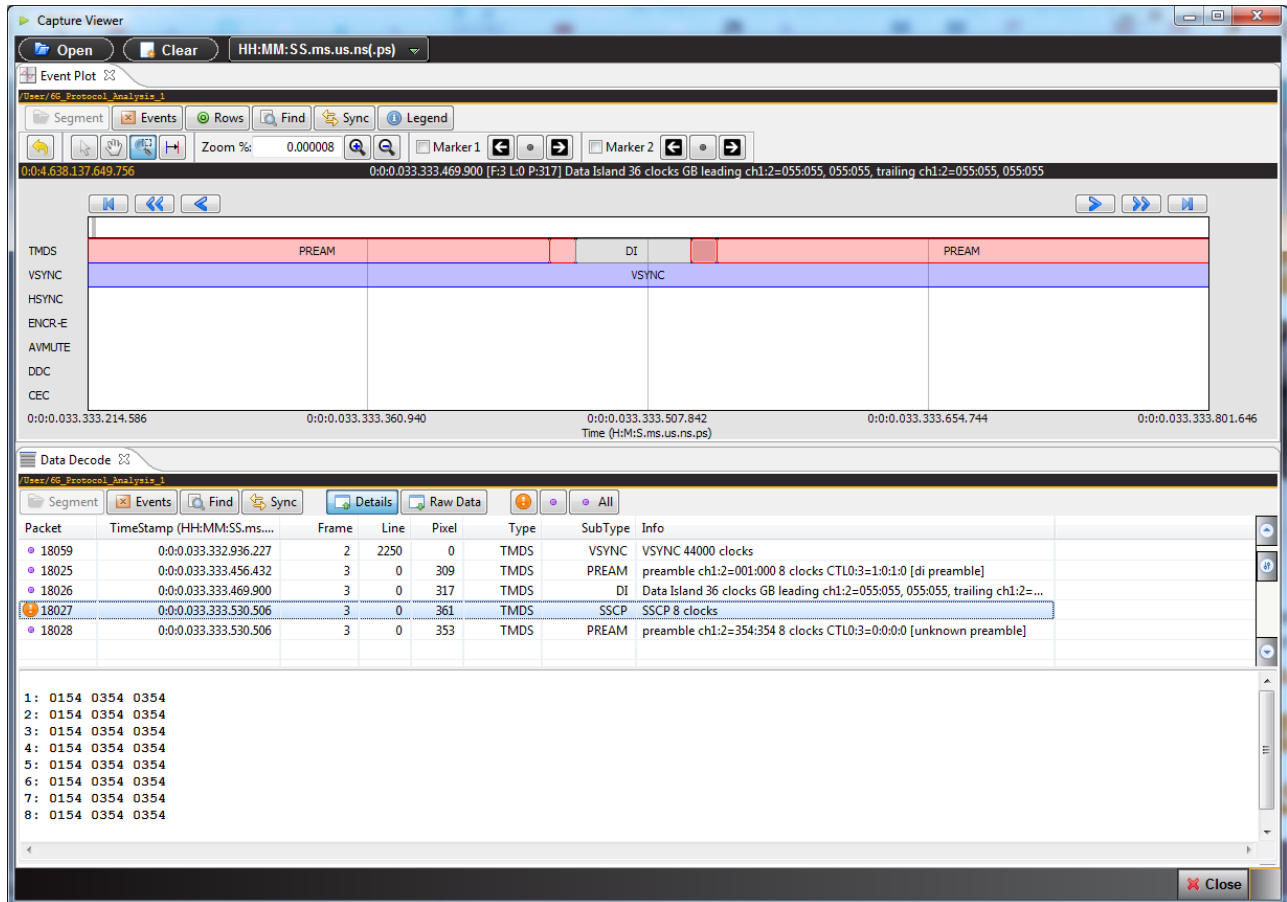 Capture Viewer
Open Clear HH:MM:SS.ms.us.ns(.ps)
Event Plot
/User/6G_Protocol_Analysis_1
Segment Events Rows Find Sync Legend
Zoom %: 0.000008 Marker 1 Marker 2
0:0:4.638.137.649.756 0:0:0.033.333.469.900 [F:3 L:0 P:317] Data Island 36 clocks GB leading ch1:2=055:055, 055:055, trailing ch1:2=055:055, 055:055
TMDS PREAM DI PREAM
VSYNC VSYNC
HSYNC
ENCR-E
AVMUTE
DDC
CEC
0:0:0.033.333.214.586 0:0:0.033.333.360.940 0:0:0.033.333.507.842 0:0:0.033.333.654.744 0:0:0.033.333.801.646
Time (H:M:S.ms.us.ns.ps)
Data Decode
/User/6G_Protocol_Analysis_1
Segment Events Find Sync Details Raw Data All
Packet TimeStamp (HH:MM:SS.ms.... Frame Line Pixel Type SubType Info
18059 0:0:0.033.332.936.227 2 2250 0 TMDS VSYNC VSYNC 44000 clocks
18025 0:0:0.033.333.456.432 3 0 309 TMDS PREAM preamble ch1:2=001:000 8 clocks CTL0:3=1:0:1:0 [di preamble]
18026 0:0:0.033.333.469.900 3 0 317 TMDS DI Data Island 36 clocks GB leading ch1:2=055:055, 055:055, trailing ch1:2=...
18027 0:0:0.033.333.530.506 3 0 361 TMDS SSCP SSCP 8 clocks
18028 0:0:0.033.333.530.506 3 0 353 TMDS PREAM preamble ch1:2=354:354 8 clocks CTL0:3=0:0:0:0 [unknown preamble]
1: 0154 0354 0354
2: 0154 0354 0354
3: 0154 0354 0354
4: 0154 0354 0354
5: 0154 0354 0354
6: 0154 0354 0354
7: 0154 0354 0354
8: 0154 0354 0354
Close